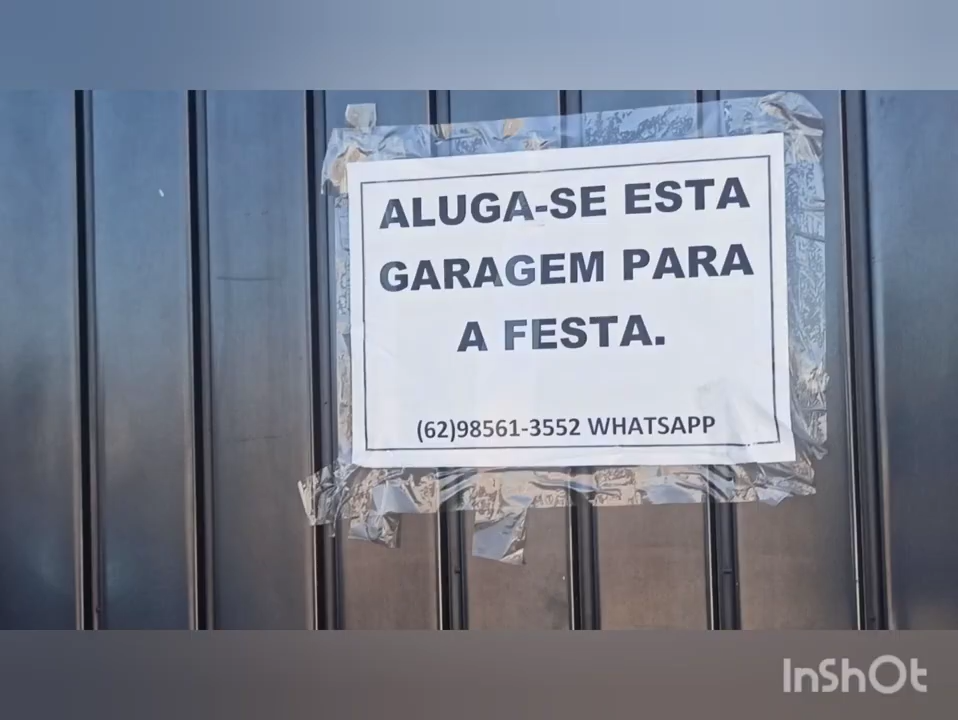 ALUGA-SE ESTA
GARAGEM PARA
A FESTA.
(62)98561-3552 WHATSAPP
InShOt